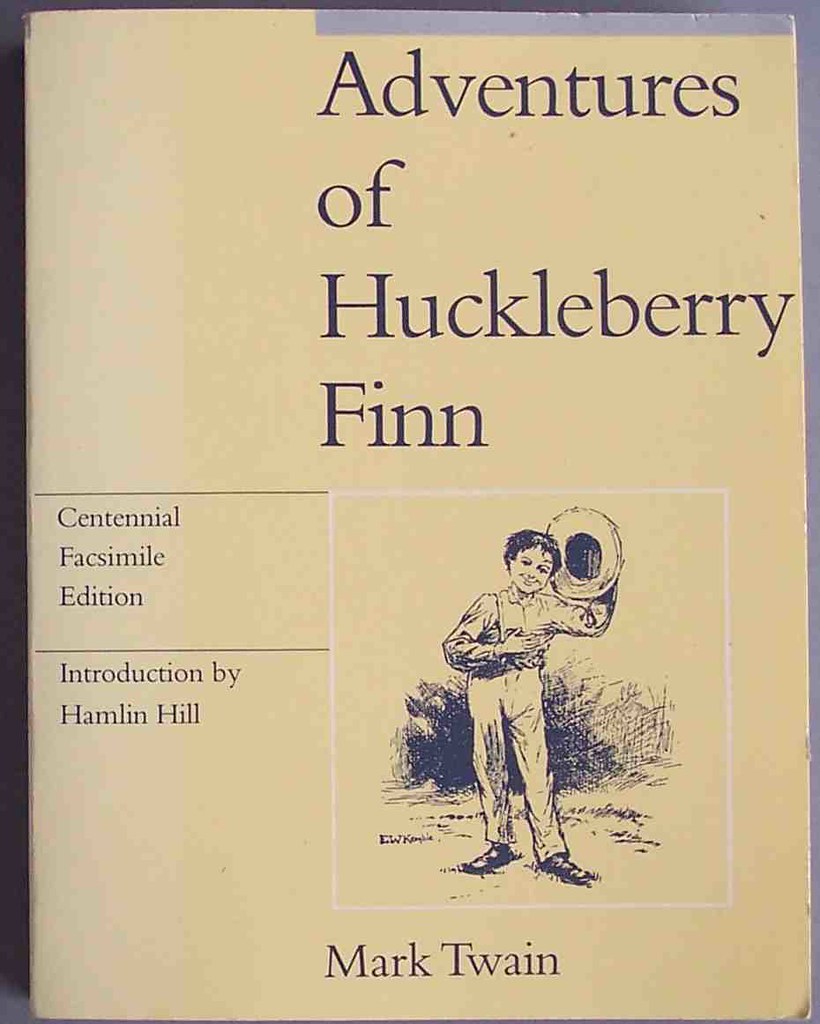 Adventures
of
Huckleberry
Finn
Centennial
Facsimile
Edition
Introduction by
Hamlin Hill
E.W. Kemble
Mark Twain